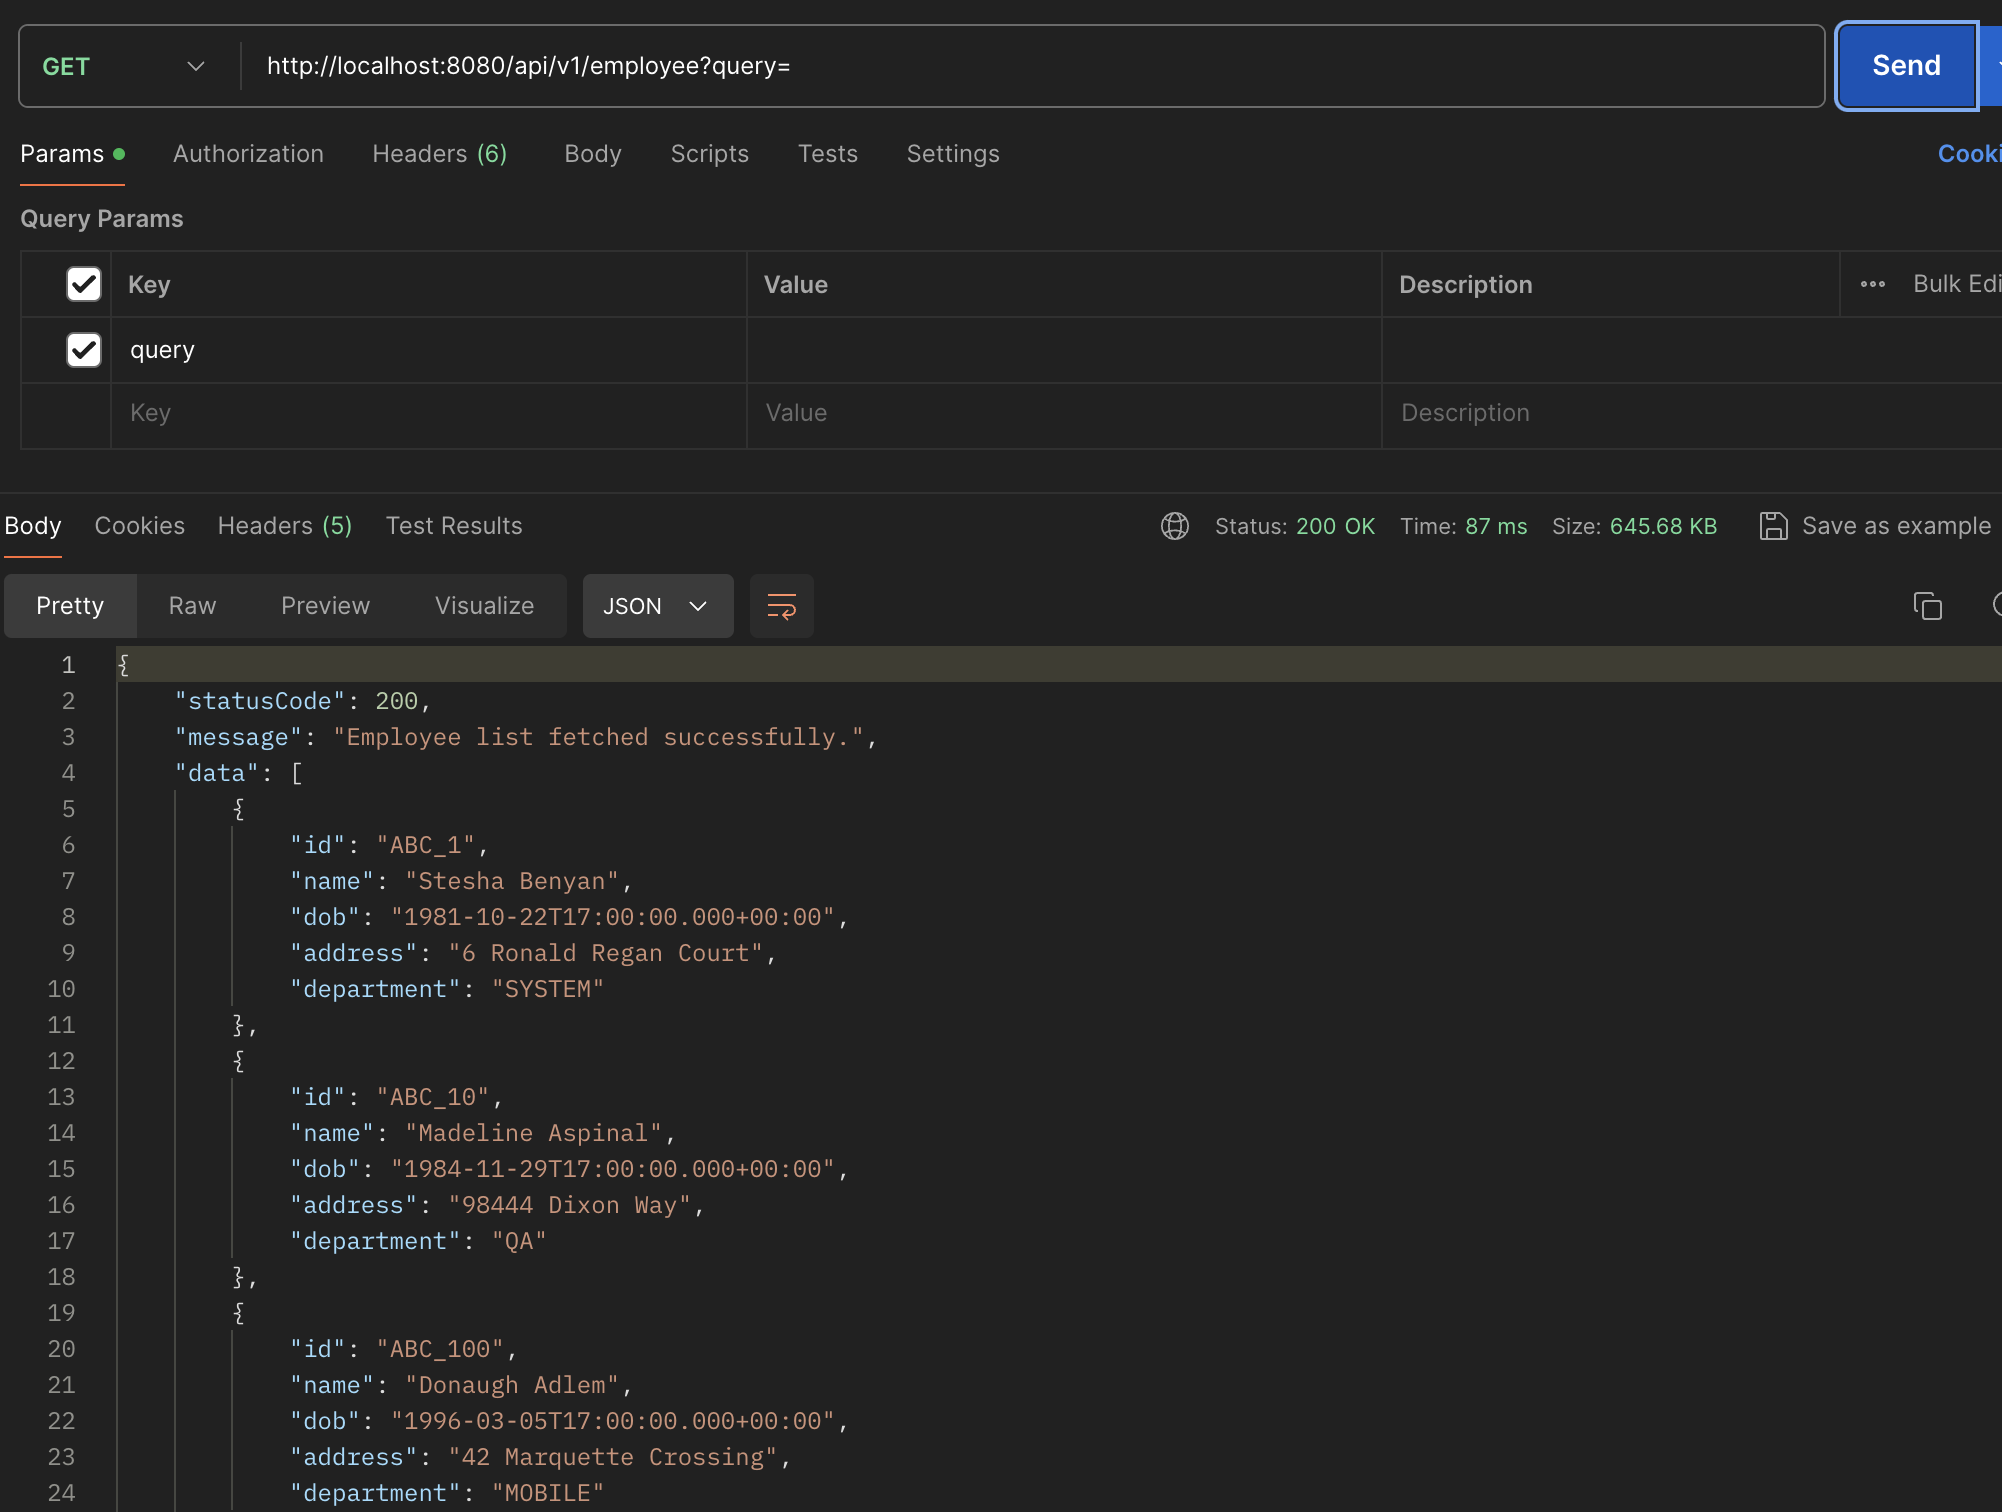 GET http://localhost:8080/api/v1/employee?query= Send
Params Authorization Headers (6) Body Scripts Tests Settings Cooki
Query Params
Key Value Description Bulk Edi
query
Key Value Description
Body Cookies Headers (5) Test Results Status: 200 OK Time: 87 ms Size: 645.68 KB Save as example
Pretty Raw Preview Visualize JSON
1 {
2 "statusCode": 200,
3 "message": "Employee list fetched successfully.",
4 "data": [
5 {
6 "id": "ABC_1",
7 "name": "Stesha Benyan",
8 "dob": "1981-10-22T17:00:00.000+00:00",
9 "address": "6 Ronald Regan Court",
10 "department": "SYSTEM"
11 },
12 {
13 "id": "ABC_10",
14 "name": "Madeline Aspinal",
15 "dob": "1984-11-29T17:00:00.000+00:00",
16 "address": "98444 Dixon Way",
17 "department": "QA"
18 },
19 {
20 "id": "ABC_100",
21 "name": "Donaugh Adlem",
22 "dob": "1996-03-05T17:00:00.000+00:00",
23 "address": "42 Marquette Crossing",
24 "department": "MOBILE"